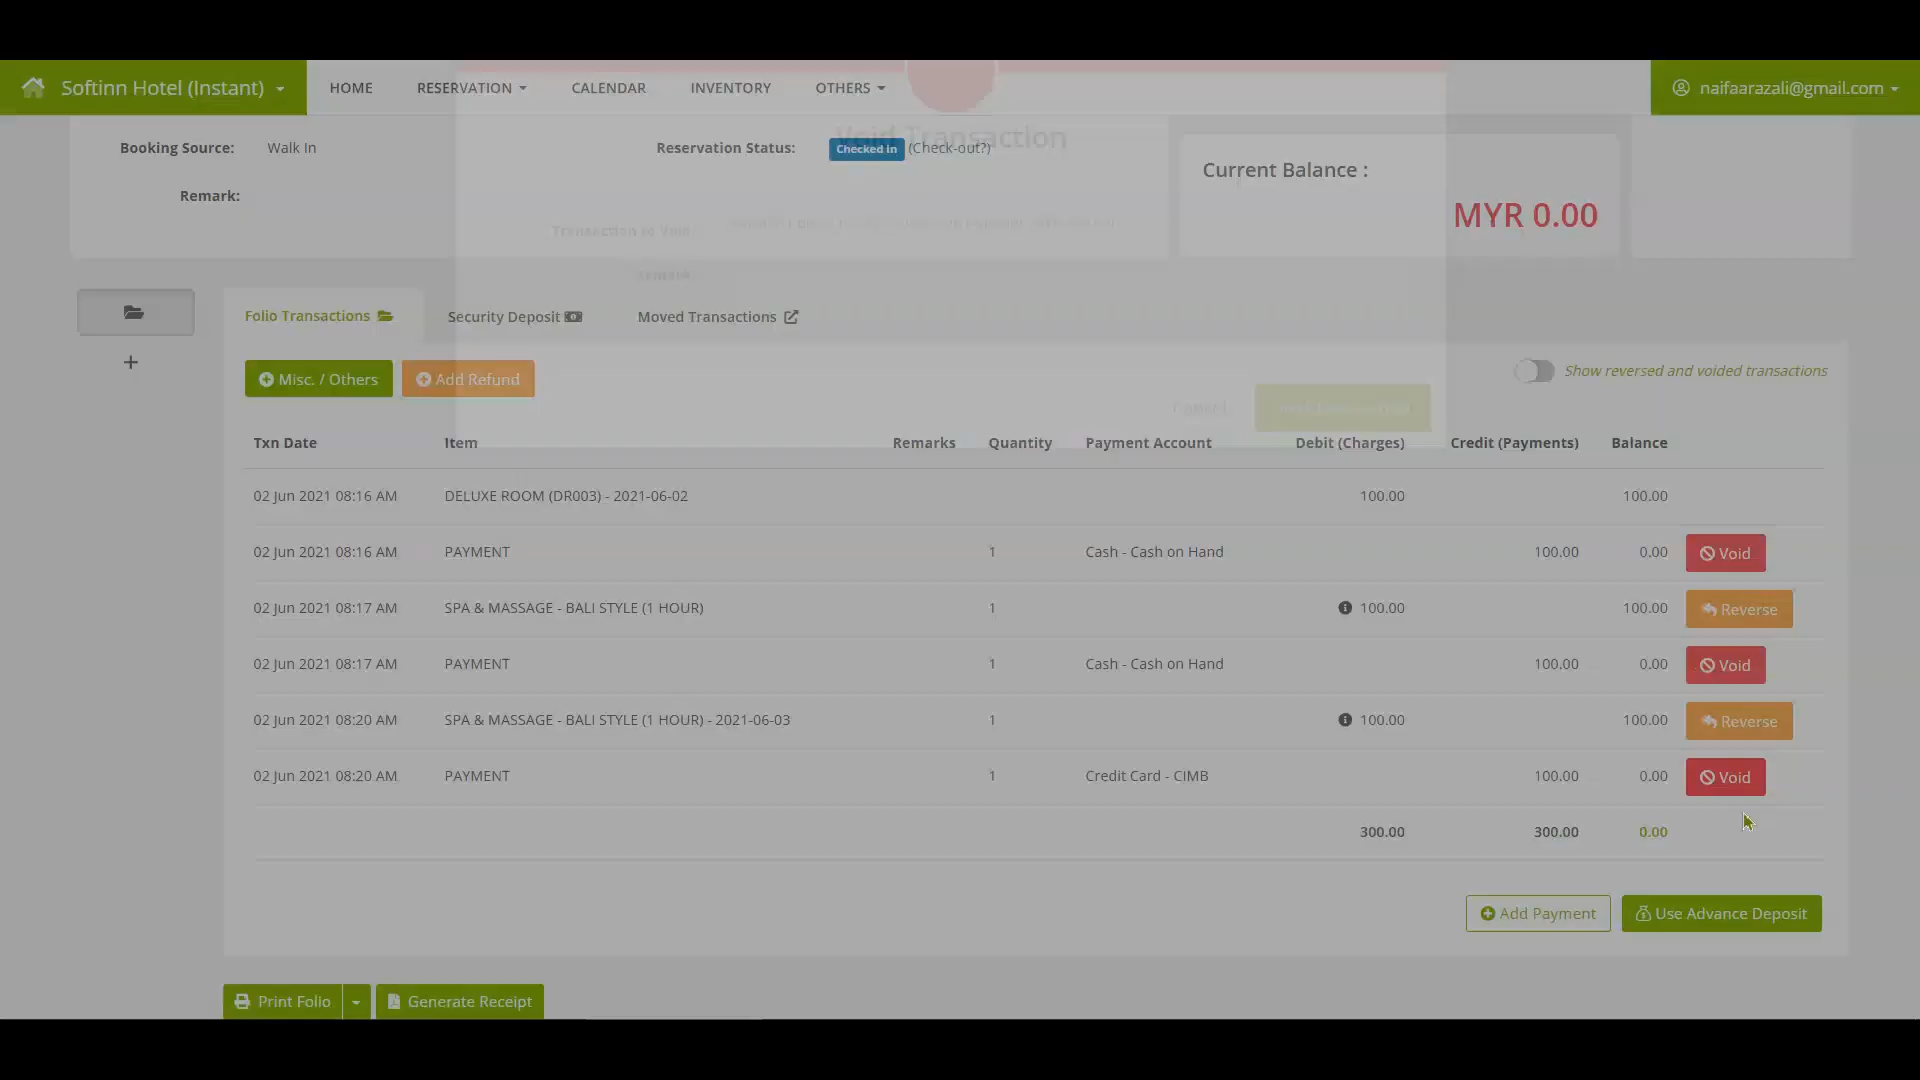 Softinn Hotel (Instant) HOME RESERVATION CALENDAR INVENTORY OTHERS naifaarazali@gmail.com
Void Transaction
Booking Source: Walk In Reservation Status: Checked In (Check-out?)
Current Balance :
Remark:
MYR 0.00
Transaction to Void:
Remark:
Folio Transactions Security Deposit Moved Transactions
Misc. / Others Add Refund Show reversed and voided transactions
Cancel
Txn Date Item Remarks Quantity Payment Account Debit (Charges) Credit (Payments) Balance
02 Jun 2021 08:16 AM DELUXE ROOM (DR003) - 2021-06-02 100.00 100.00
02 Jun 2021 08:16 AM PAYMENT 1 Cash - Cash on Hand 100.00 0.00 Void
02 Jun 2021 08:17 AM SPA & MASSAGE - BALI STYLE (1 HOUR) 1 100.00 100.00 Reverse
02 Jun 2021 08:17 AM PAYMENT 1 Cash - Cash on Hand 100.00 0.00 Void
02 Jun 2021 08:20 AM SPA & MASSAGE - BALI STYLE (1 HOUR) - 2021-06-03 1 100.00 100.00 Reverse
02 Jun 2021 08:20 AM PAYMENT 1 Credit Card - CIMB 100.00 0.00 Void
300.00 300.00 0.00
Add Payment Use Advance Deposit
Print Folio Generate Receipt